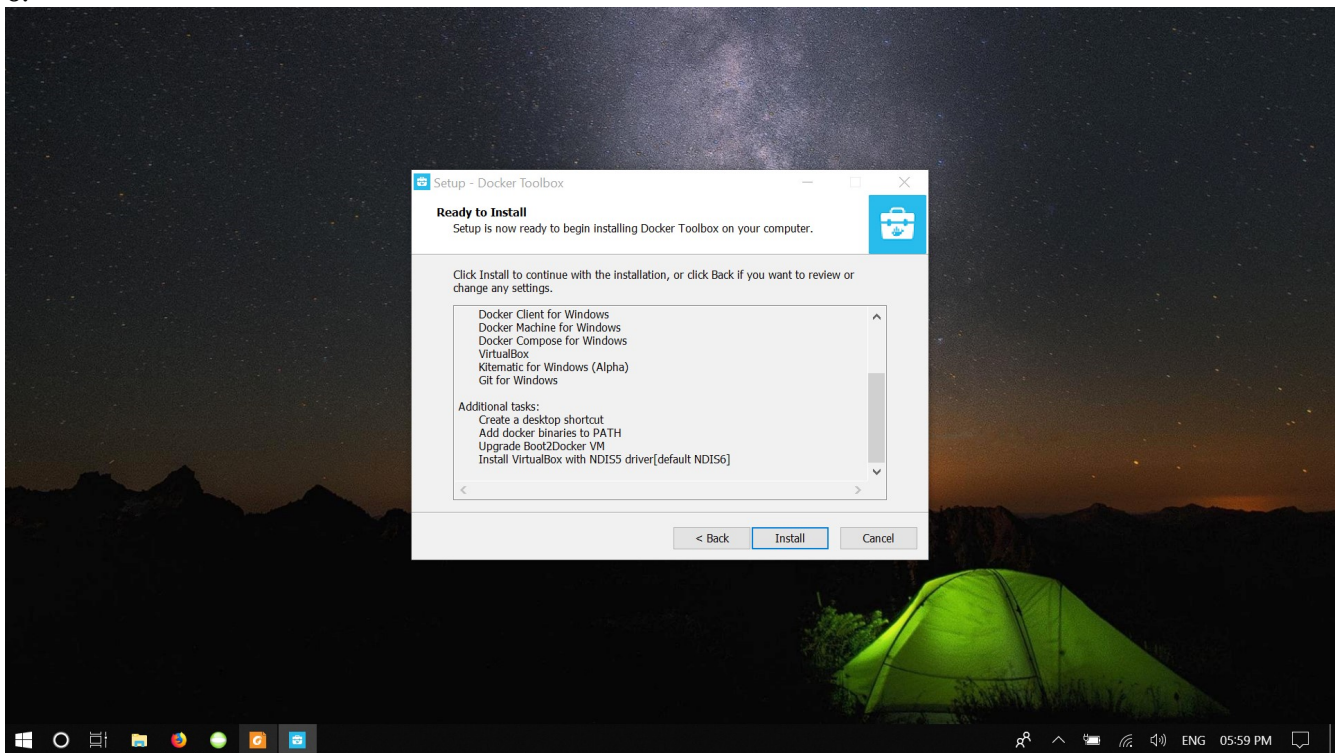 Setup - Docker Toolbox
Ready to Install
Setup is now ready to begin installing Docker Toolbox on your computer.
Click Install to continue with the installation, or click Back if you want to review or
change any settings.
Docker Client for Windows
Docker Machine for Windows
Docker Compose for Windows
VirtualBox
Kitematic for Windows (Alpha)
Git for Windows
Additional tasks:
Create a desktop shortcut
Add docker binaries to PATH
Upgrade Boot2Docker VM
Install VirtualBox with NDIS5 driver[default NDIS6]
< Back Install Cancel
ENG 05:59 PM